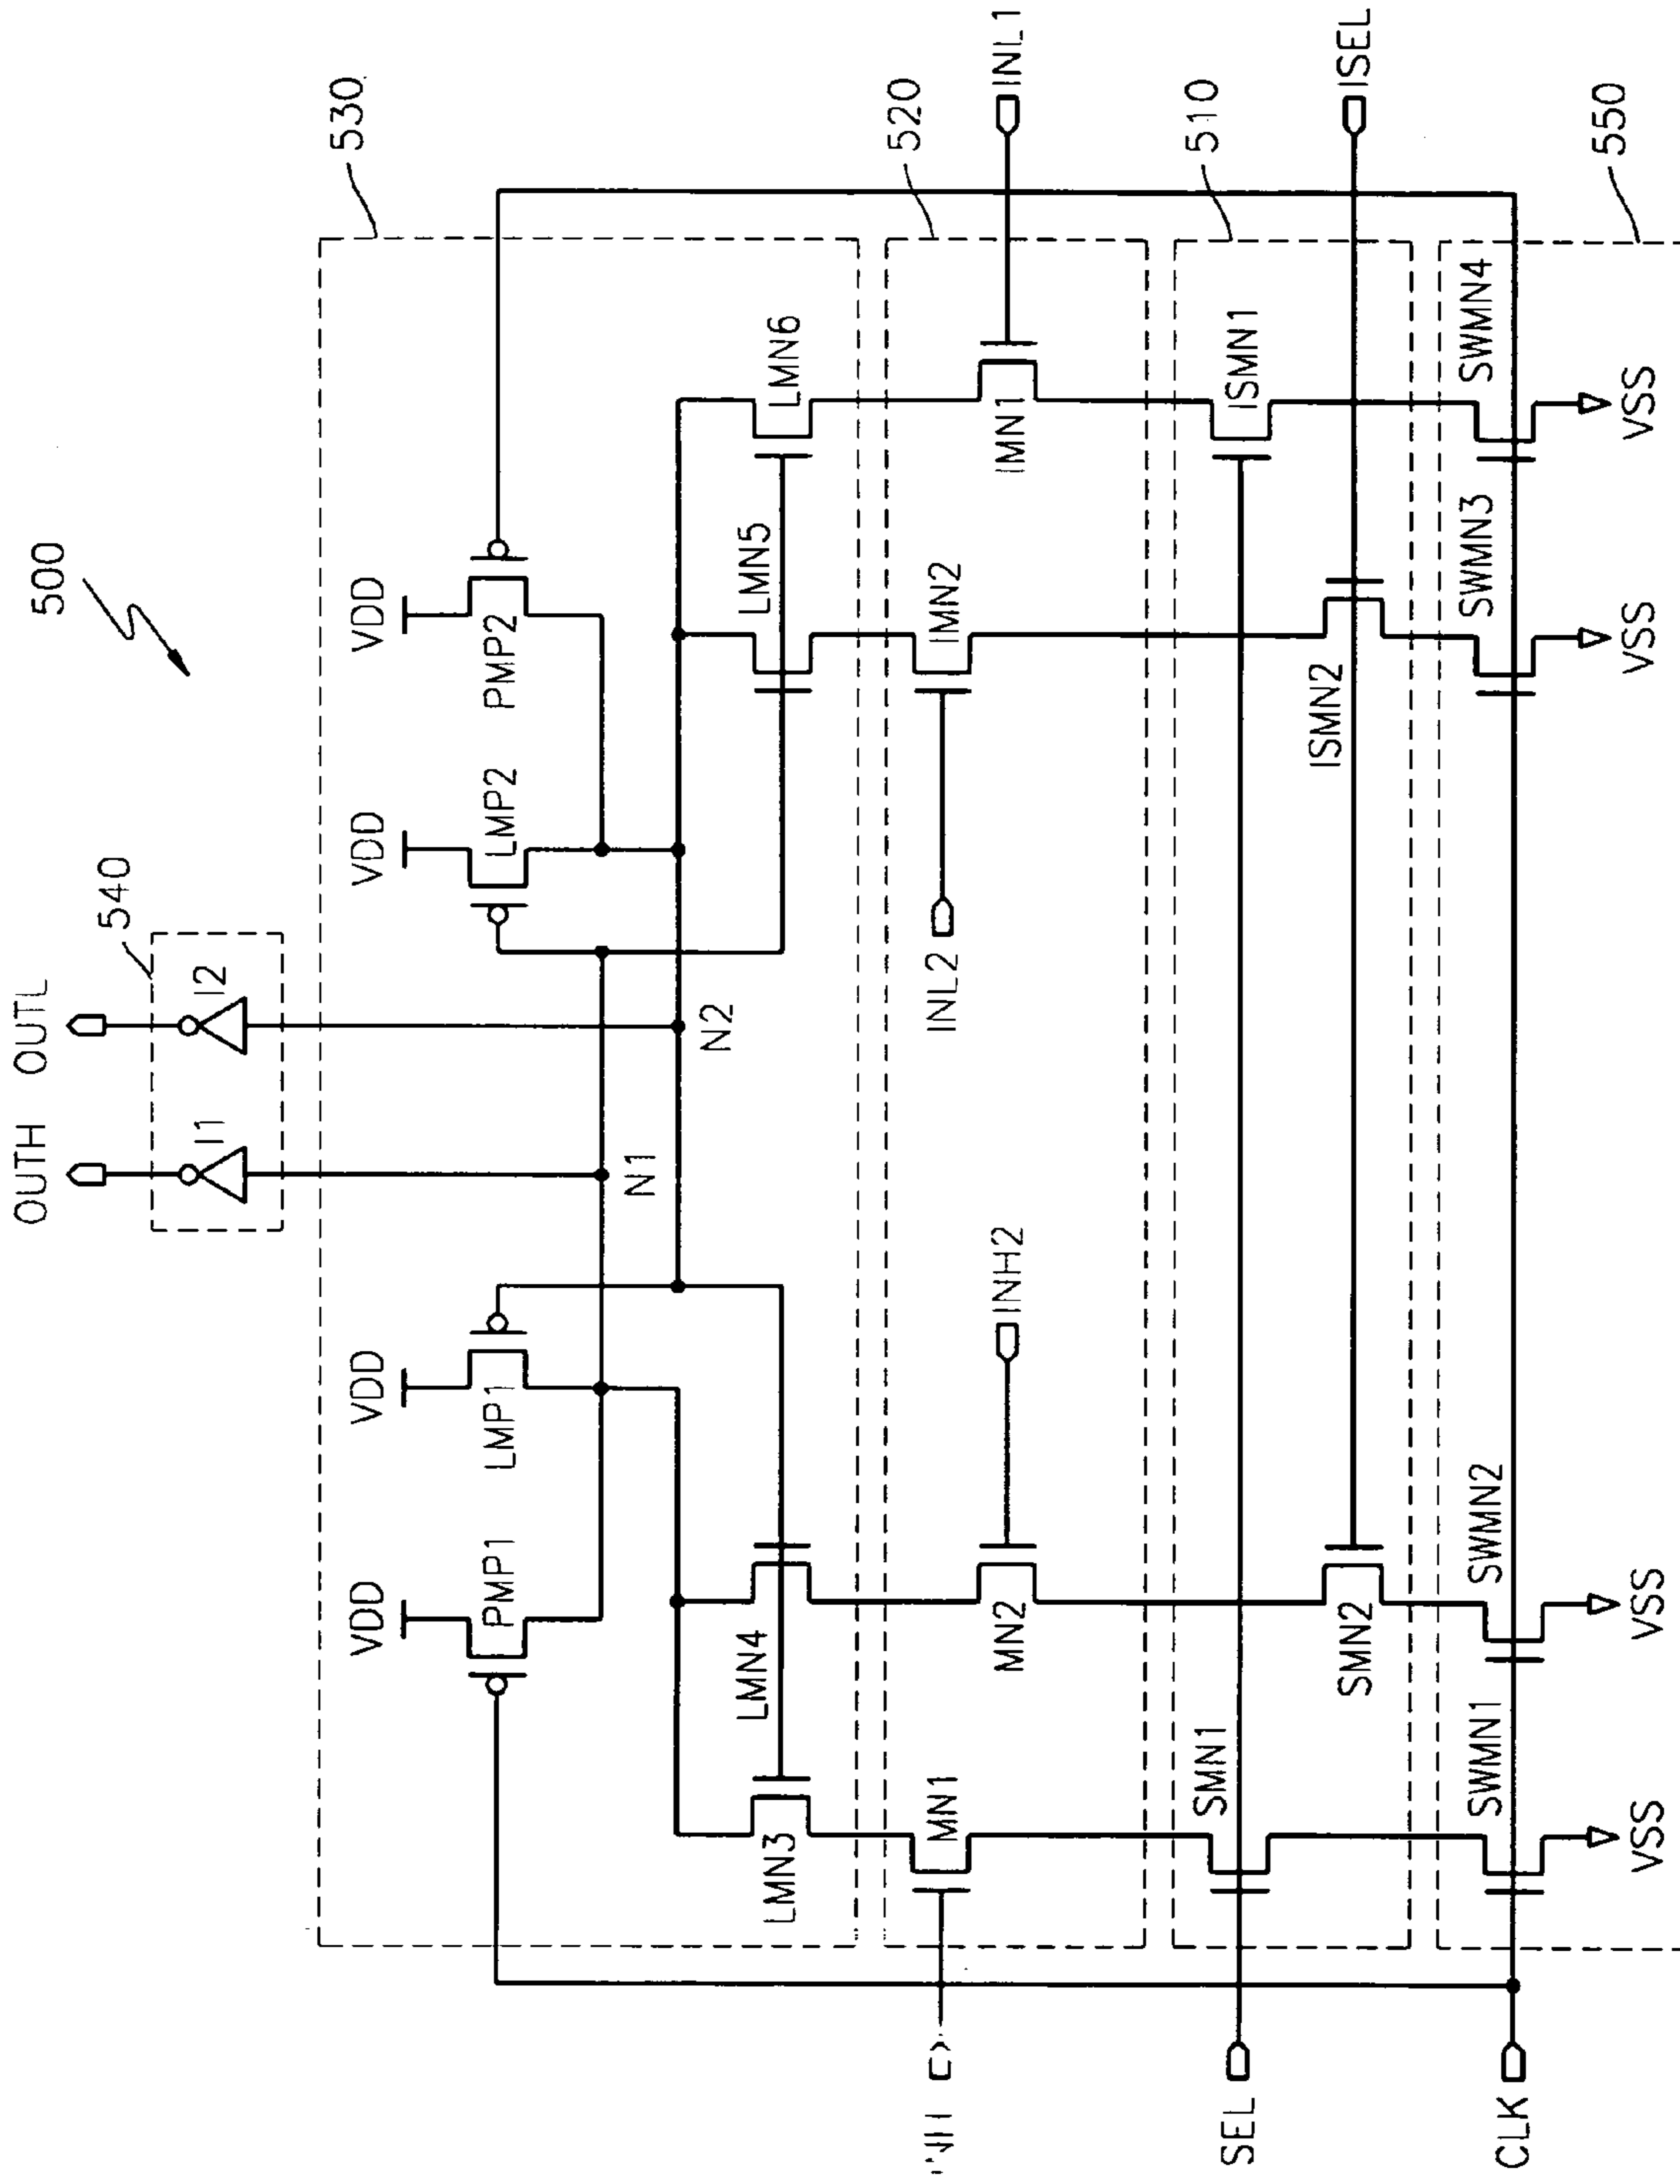 500
OUTH
OUTL
540
I1
I2
530
VDD
VDD
VDD
VDD
PMP1
LMP1
LMP2
PMP2
N1
N2
LMN3
LMN4
LMN5
LMN6
520
MN1
MN2
INH2
INL2
IMN2
IMN1
INL1
510
SEL
SMN1
SMN2
ISMN2
ISMN1
ISEL
CLK
SWMN1
SWMN2
SWMN3
SWMN4
550
VSS
VSS
VSS
VSS